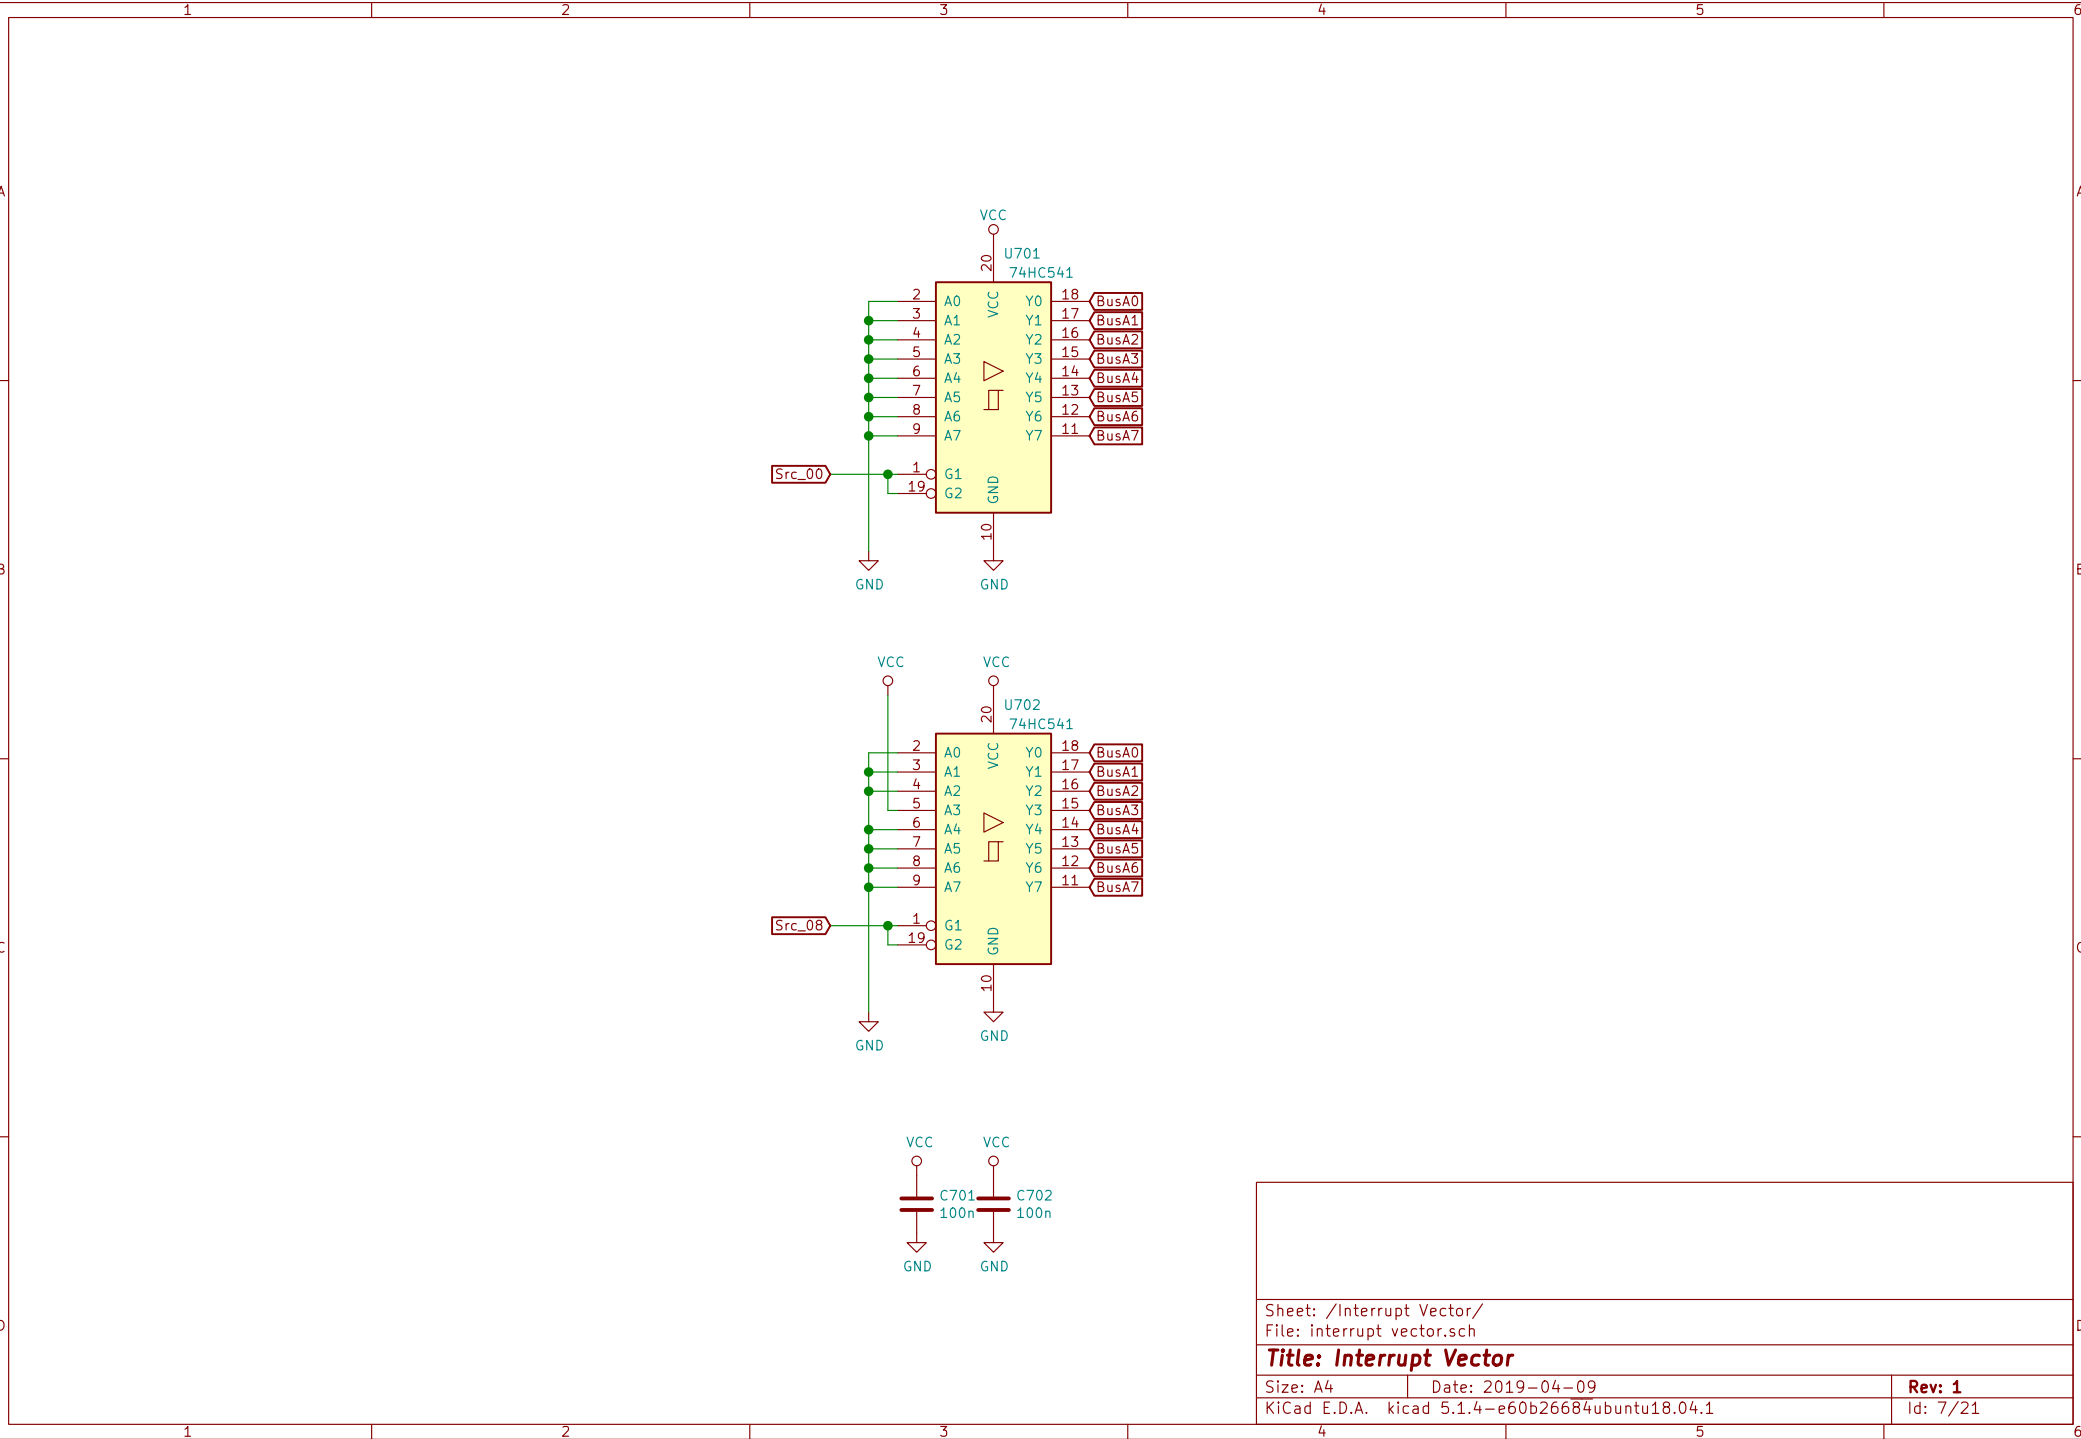 1 2 3 4 5 6
A A
VCC
U701
74HC541
20
VCC
2 A0 Y0 18 BusA0
3 A1 Y1 17 BusA1
4 A2 Y2 16 BusA2
5 A3 Y3 15 BusA3
6 A4 Y4 14 BusA4
7 A5 Y5 13 BusA5
8 A6 Y6 12 BusA6
9 A7 Y7 11 BusA7
Src_00 1 G1
19 G2
GND
10
GND GND
VCC VCC
U702
74HC541
20
VCC
2 A0 Y0 18 BusA0
3 A1 Y1 17 BusA1
4 A2 Y2 16 BusA2
5 A3 Y3 15 BusA3
6 A4 Y4 14 BusA4
7 A5 Y5 13 BusA5
8 A6 Y6 12 BusA6
9 A7 Y7 11 BusA7
Src_08 1 G1
19 G2
GND
10
GND
GND
VCC VCC
C701 C702
100n 100n
GND GND
Sheet: /Interrupt Vector/
File: interrupt vector.sch
Title: Interrupt Vector
Size: A4 Date: 2019-04-09 Rev: 1
KiCad E.D.A. kicad 5.1.4-e60b26684ubuntu18.04.1 Id: 7/21
1 2 3 4 5 6